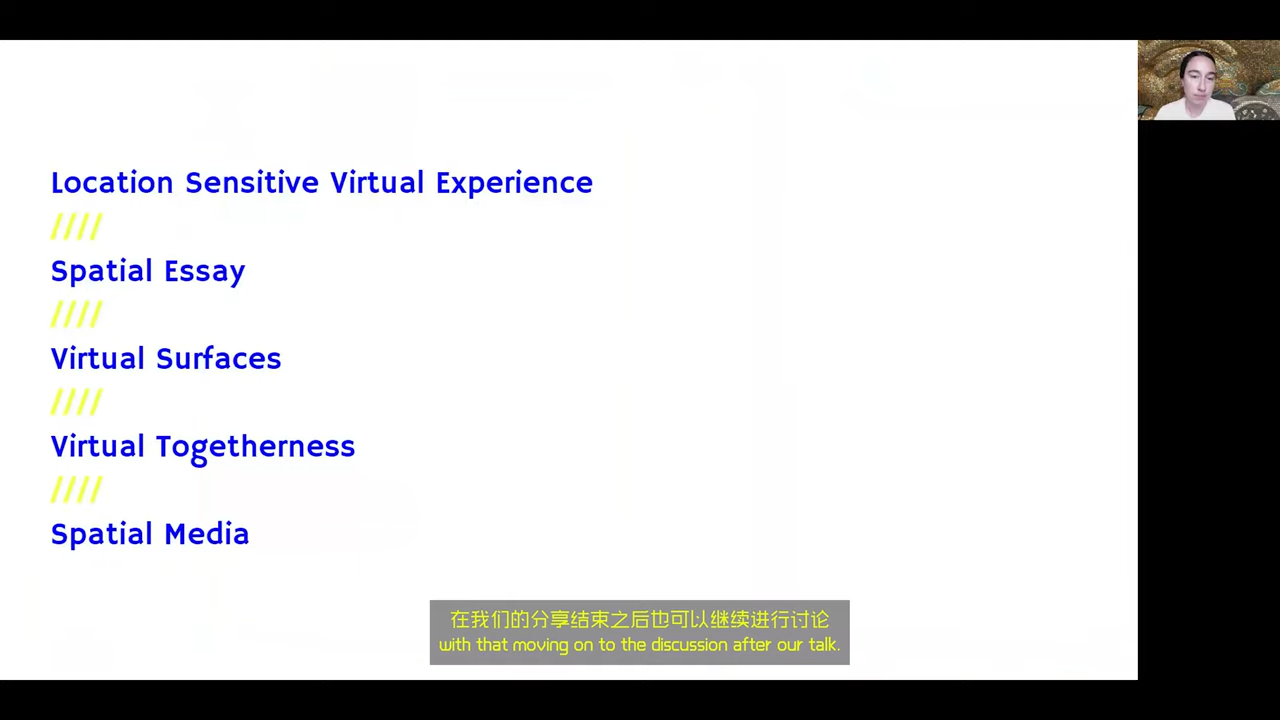 Location Sensitive Virtual Experience
////
Spatial Essay
////
Virtual Surfaces
////
Virtual Togetherness
////
Spatial Media
在我们的分享结束之后也可以继续进行讨论
with that moving on to the discussion after our talk.